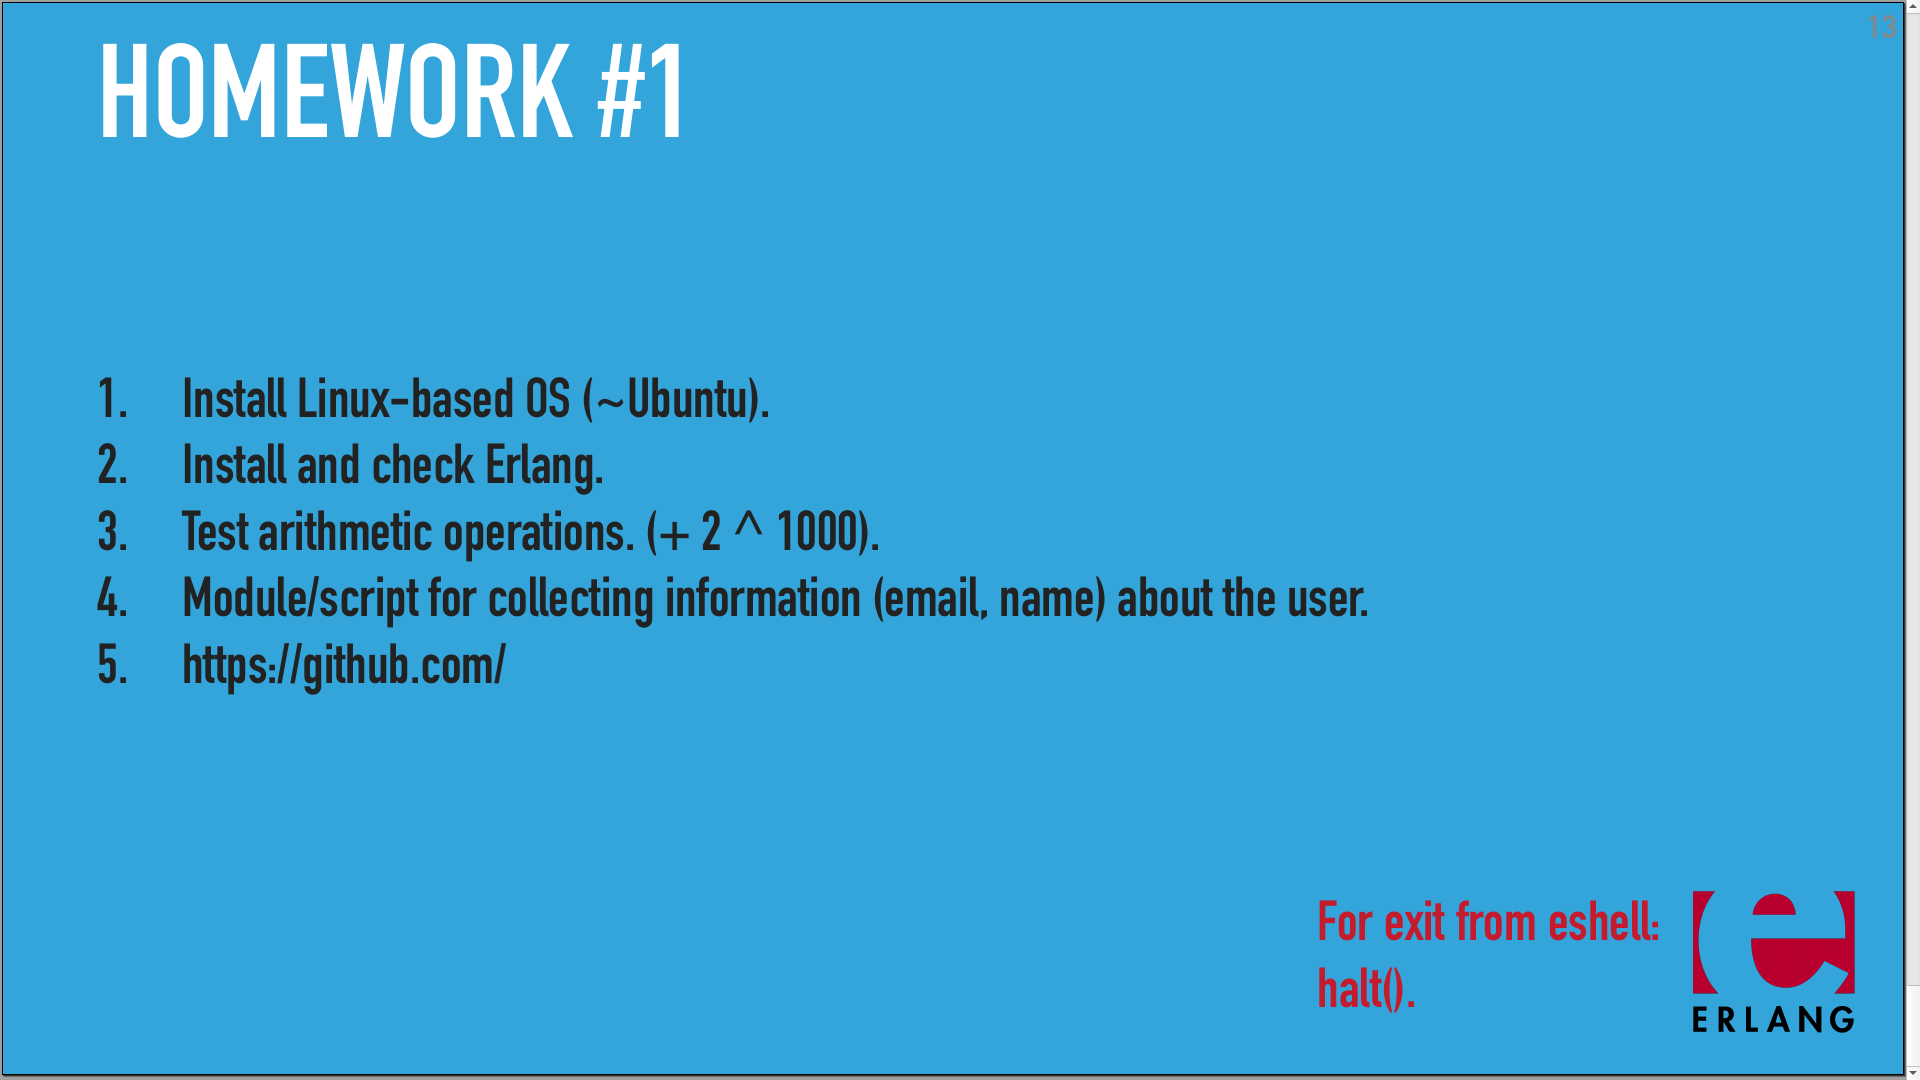 13
HOMEWORK #1
1. Install Linux-based OS (~Ubuntu).
2. Install and check Erlang.
3. Test arithmetic operations. (+ 2 ^ 1000).
4. Module/script for collecting information (email, name) about the user.
5. https://github.com/
For exit from eshell:
halt().
e
ERLANG